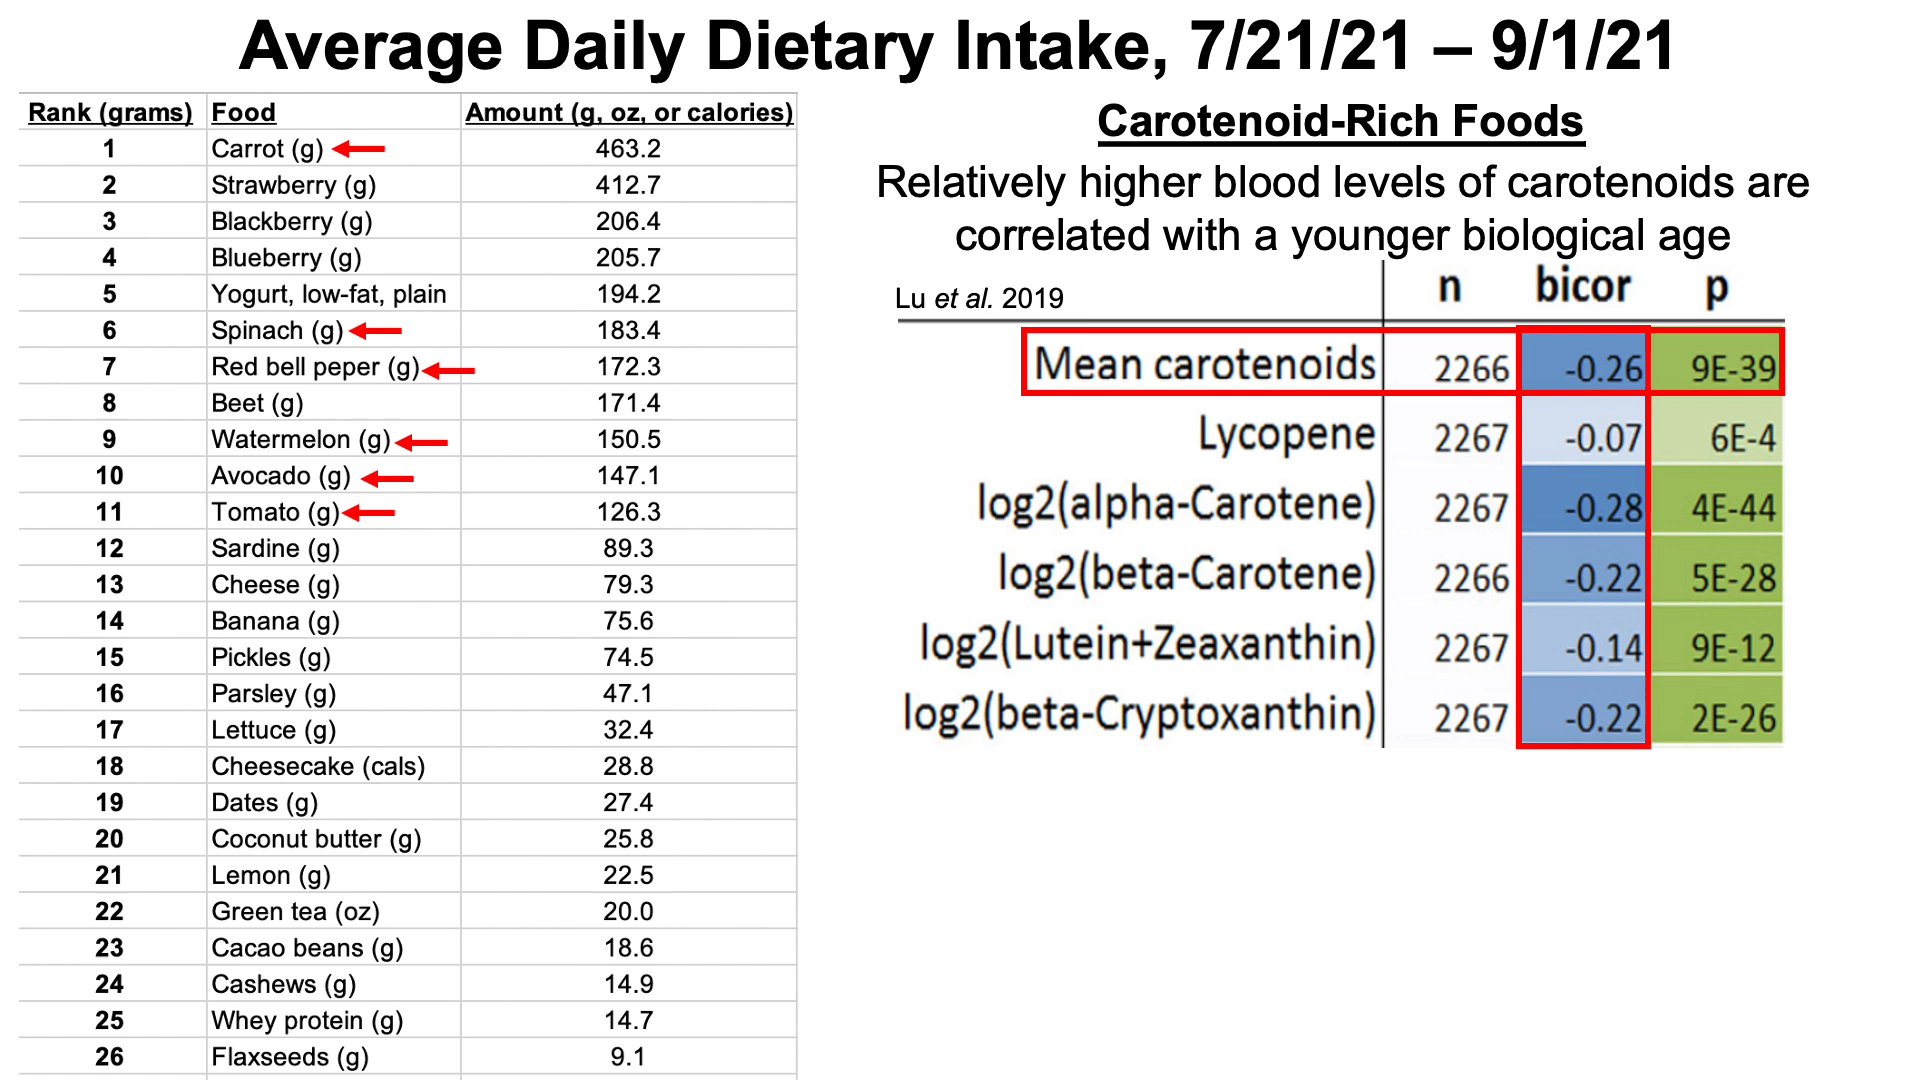 Average Daily Dietary Intake, 7/21/21 – 9/1/21
Rank (grams) Food Amount (g, oz, or calories)
1 Carrot (g) 463.2
2 Strawberry (g) 412.7
3 Blackberry (g) 206.4
4 Blueberry (g) 205.7
5 Yogurt, low-fat, plain 194.2
6 Spinach (g) 183.4
7 Red bell peper (g) 172.3
8 Beet (g) 171.4
9 Watermelon (g) 150.5
10 Avocado (g) 147.1
11 Tomato (g) 126.3
12 Sardine (g) 89.3
13 Cheese (g) 79.3
14 Banana (g) 75.6
15 Pickles (g) 74.5
16 Parsley (g) 47.1
17 Lettuce (g) 32.4
18 Cheesecake (cals) 28.8
19 Dates (g) 27.4
20 Coconut butter (g) 25.8
21 Lemon (g) 22.5
22 Green tea (oz) 20.0
23 Cacao beans (g) 18.6
24 Cashews (g) 14.9
25 Whey protein (g) 14.7
26 Flaxseeds (g) 9.1
Carotenoid-Rich Foods
Relatively higher blood levels of carotenoids are
correlated with a younger biological age
Lu et al. 2019 n bicor p
Mean carotenoids 2266 -0.26 9E-39
Lycopene 2267 -0.07 6E-4
log2(alpha-Carotene) 2267 -0.28 4E-44
log2(beta-Carotene) 2266 -0.22 5E-28
log2(Lutein+Zeaxanthin) 2267 -0.14 9E-12
log2(beta-Cryptoxanthin) 2267 -0.22 2E-26